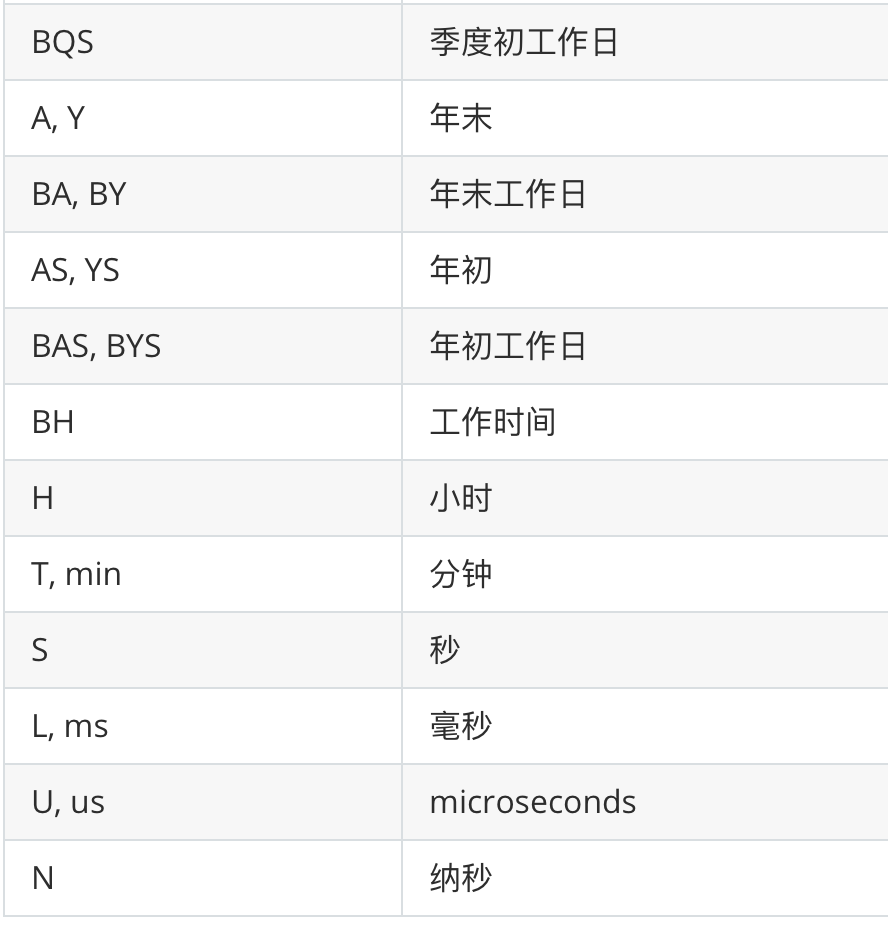 BQS 季度初工作日
A, Y 年末
BA, BY 年末工作日
AS, YS 年初
BAS, BYS 年初工作日
BH 工作时间
H 小时
T, min 分钟
S 秒
L, ms 毫秒
U, us microseconds
N 纳秒